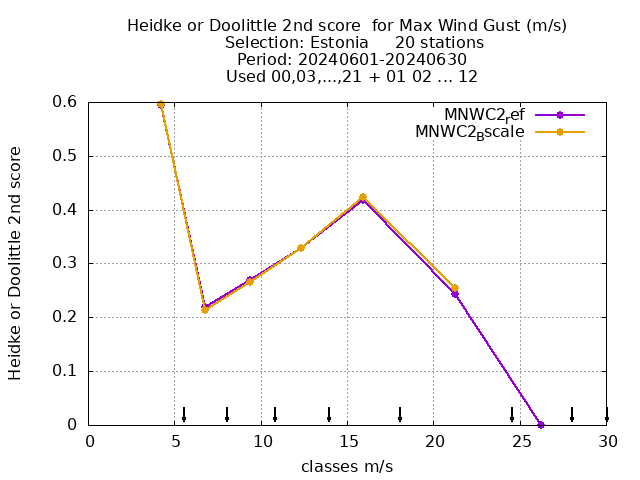 Heidke or Doolittle 2nd score  for Max Wind Gust (m/s)
Selection: Estonia     20 stations
Period: 20240601-20240630
Used 00,03,...,21 + 01 02 ... 12
MNWC2_ref
MNWC2_Bscale
Heidke or Doolittle 2nd score
0.6
0.5
0.4
0.3
0.2
0.1
0
0 5 10 15 20 25 30
classes m/s